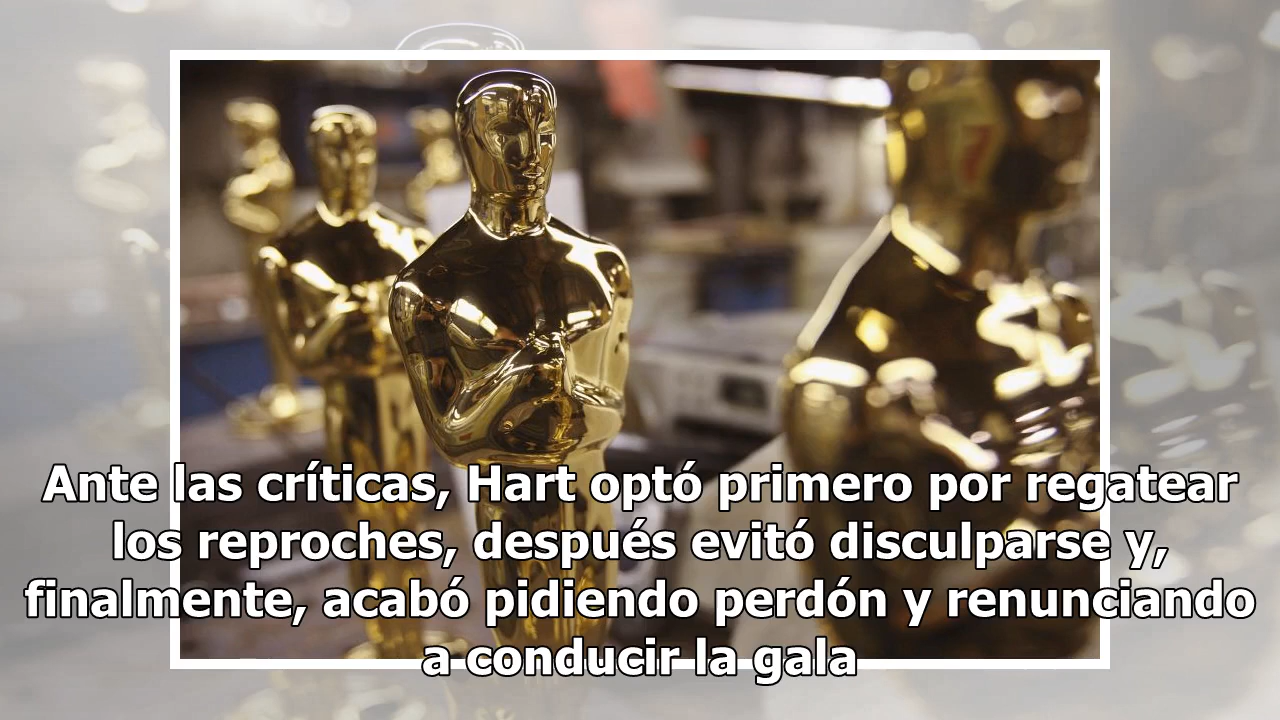 Ante las críticas, Hart optó primero por regatear
los reproches, después evitó disculparse y,
finalmente, acabó pidiendo perdón y renunciando
a conducir la gala